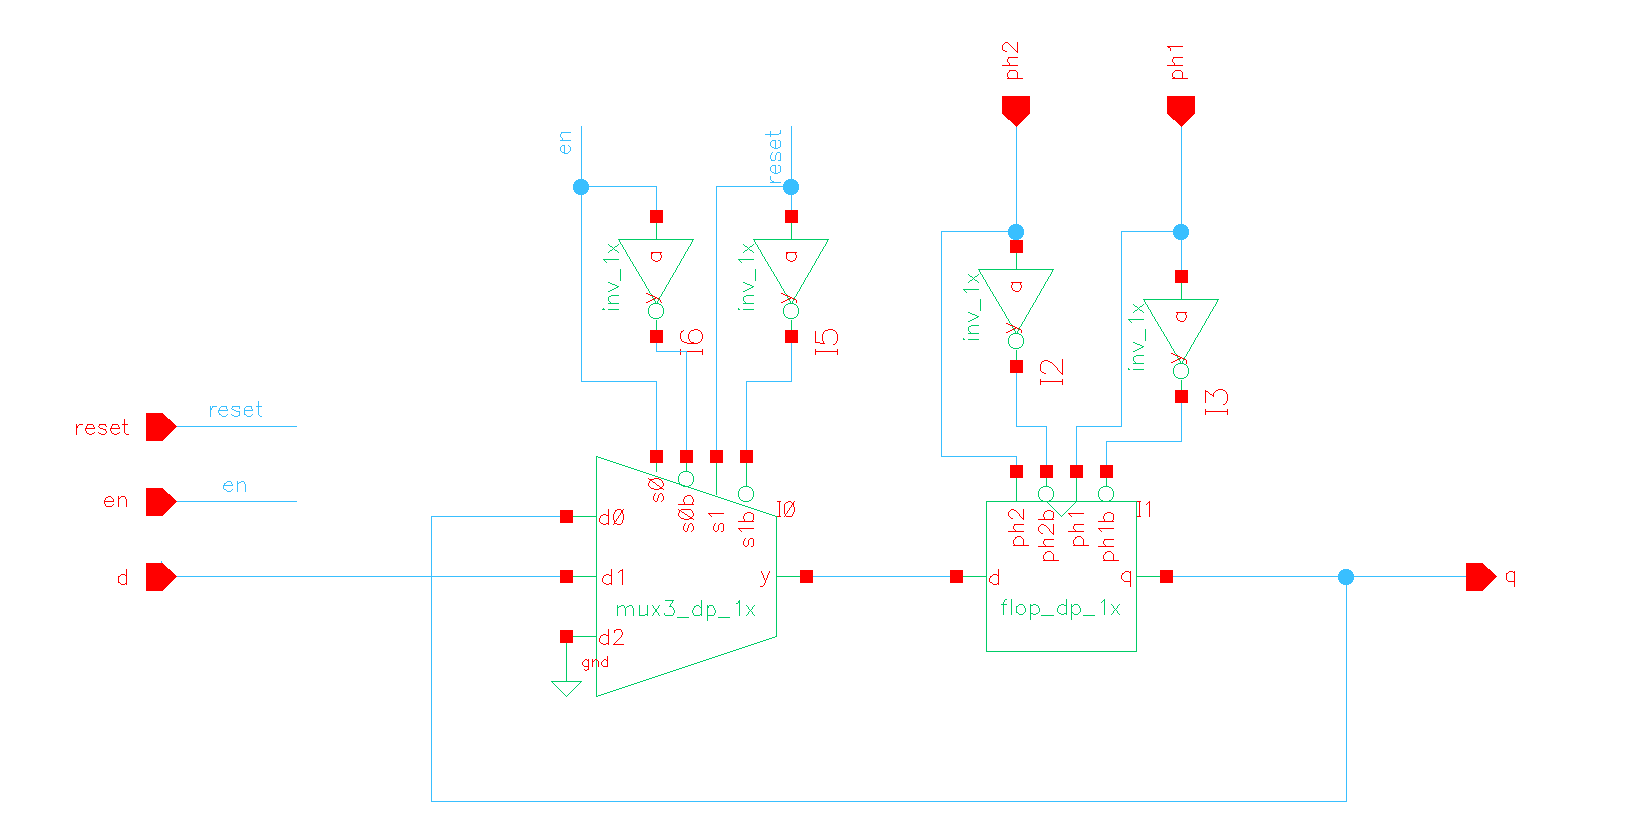 ph2
ph1
en
reset
inv_1x
a
y
I6
inv_1x
a
y
I5
inv_1x
a
y
I2
inv_1x
a
y
I3
reset
reset
en
en
d
s0
s0b
s1
s1b
I0
d0
d1
d2
gnd
y
mux3_dp_1x
ph2
ph2b
ph1
ph1b
I1
d
q
flop_dp_1x
q